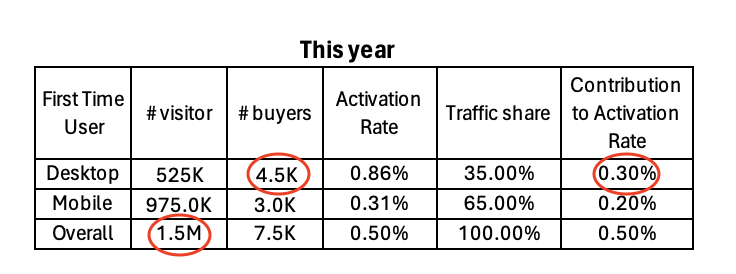 This year
First Time User # visitor # buyers Activation Rate Traffic share Contribution to Activation Rate
Desktop 525K 4.5K 0.86% 35.00% 0.30%
Mobile 975.0K 3.0K 0.31% 65.00% 0.20%
Overall 1.5M 7.5K 0.50% 100.00% 0.50%